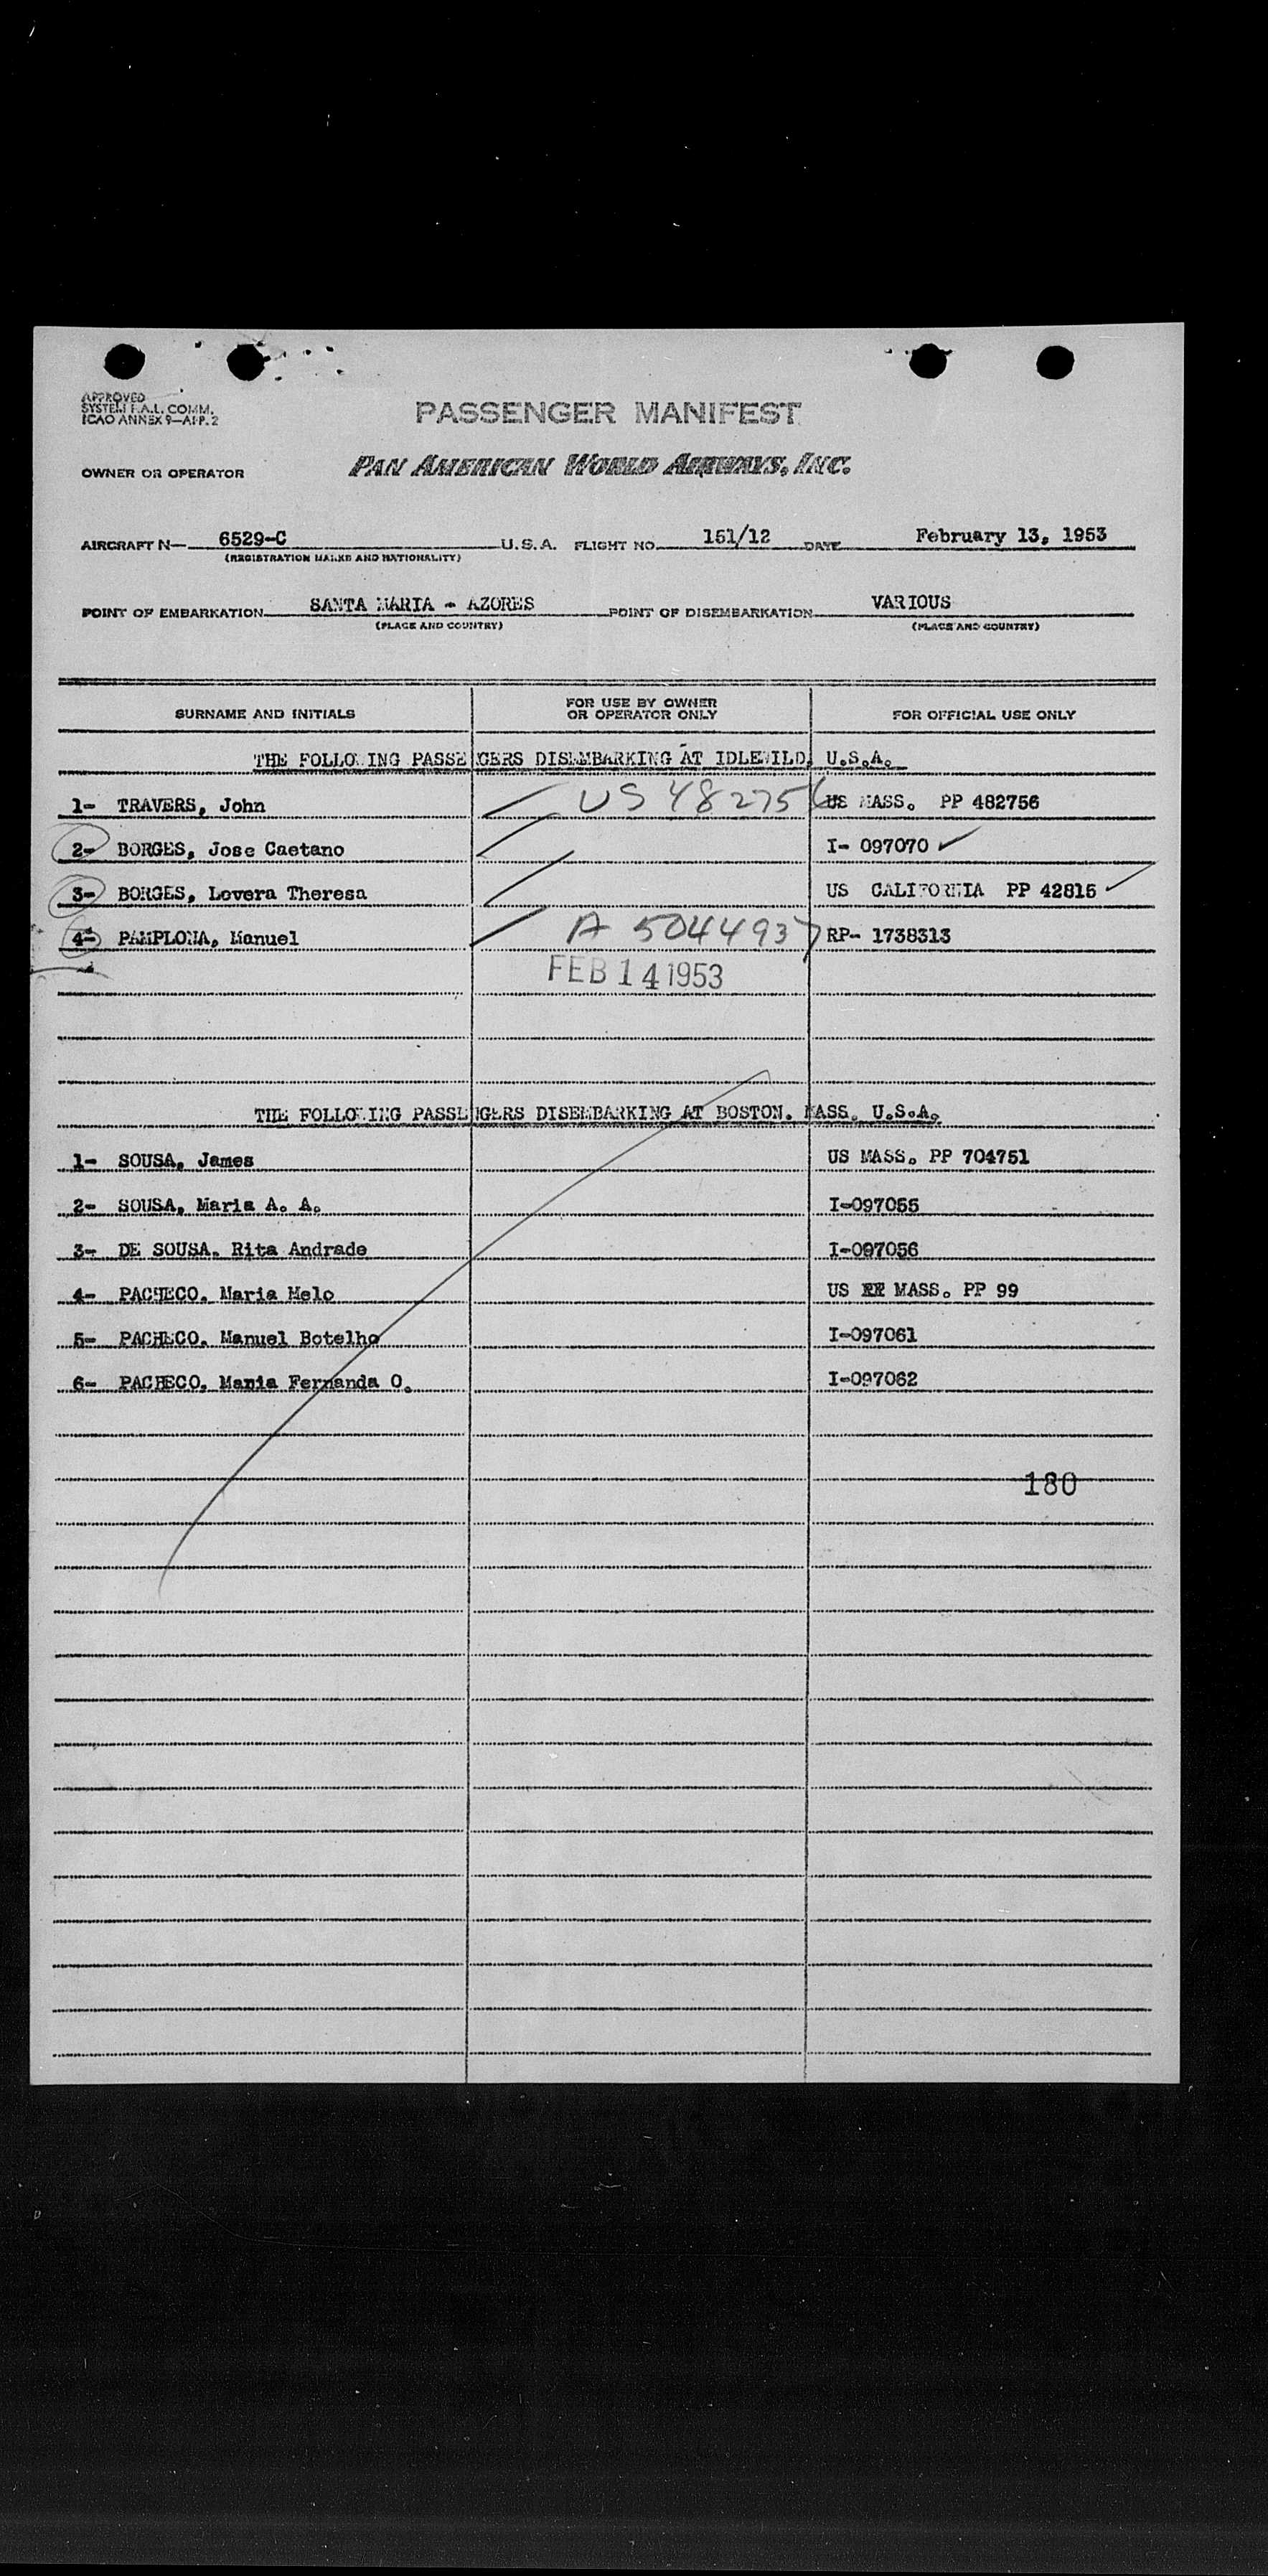 APPROVED
SYSTEM F.A.L. COMM.
ICAO ANNEX 9—APP. 2
PASSENGER MANIFEST
OWNER OR OPERATOR PAN AMERICAN WORLD AIRWAYS, INC.
AIRCRAFT N— 6529-C U.S.A. FLIGHT NO. 151/12 DATE February 13, 1953
(REGISTRATION MARKS AND NATIONALITY)
POINT OF EMBARKATION SANTA MARIA - AZORES POINT OF DISEMBARKATION VARIOUS
(PLACE AND COUNTRY) (PLACE AND COUNTRY)
SURNAME AND INITIALS FOR USE BY OWNER OR OPERATOR ONLY FOR OFFICIAL USE ONLY
THE FOLLOWING PASSENGERS DISEMBARKING AT IDLEWILD, U.S.A.
1- TRAVERS, John US 482756 US MASS. PP 482756
2- BORGES, Jose Caetano I- 097070
3- BORGES, Lovera Theresa US CALIFORNIA PP 42815
4- PAMPLONA, Manuel A 5044937 RP- 1738313
FEB 14 1953
THE FOLLOWING PASSENGERS DISEMBARKING AT BOSTON. MASS. U.S.A.
1- SOUSA, James US MASS. PP 704751
2- SOUSA, Maria A. A. I-097055
3- DE SOUSA. Rita Andrade I-097056
4- PACHECO. Maria Melo US MASS. PP 99
5- PACHECO. Manuel Botelho I-097061
6- PACHECO. Maria Fernanda O. I-097062
180